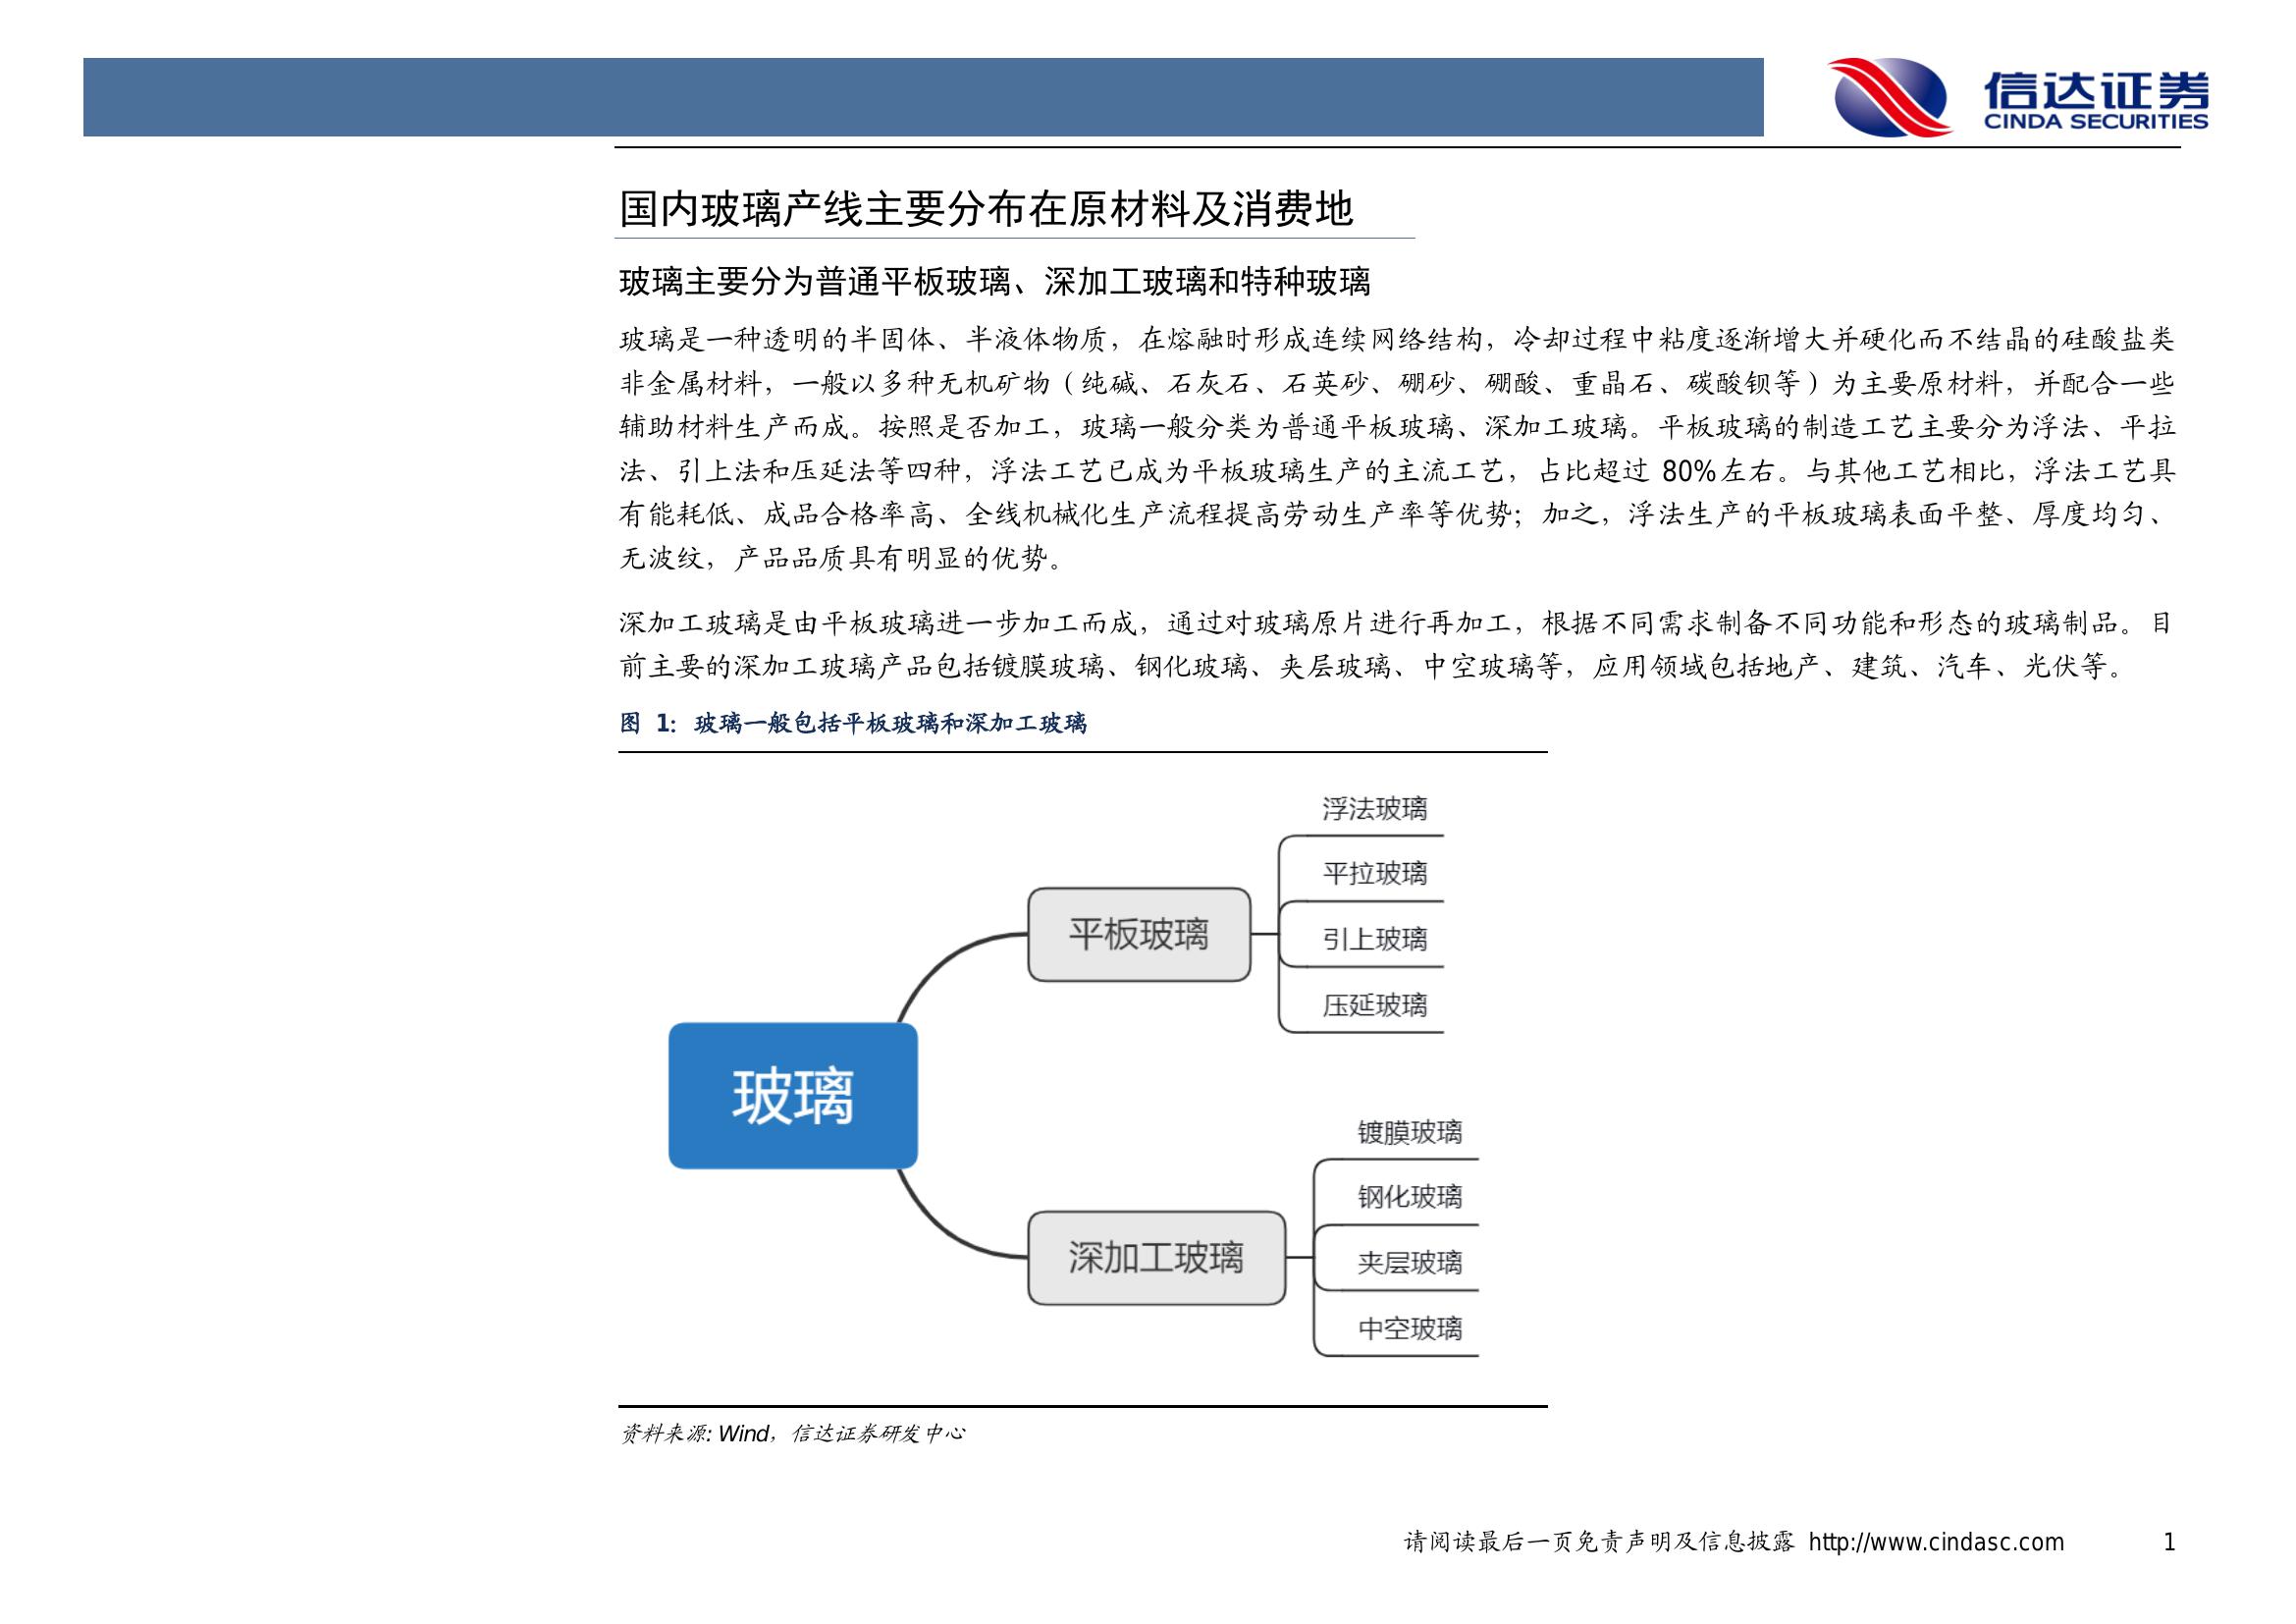 信达证券
CINDA SECURITIES
国内玻璃产线主要分布在原材料及消费地
玻璃主要分为普通平板玻璃、深加工玻璃和特种玻璃
玻璃是一种透明的半固体、半液体物质，在熔融时形成连续网络结构，冷却过程中粘度逐渐增大并硬化而不结晶的硅酸盐类
非金属材料，一般以多种无机矿物（纯碱、石灰石、石英砂、硼砂、硼酸、重晶石、碳酸钡等）为主要原材料，并配合一些
辅助材料生产而成。按照是否加工，玻璃一般分类为普通平板玻璃、深加工玻璃。平板玻璃的制造工艺主要分为浮法、平拉
法、引上法和压延法等四种，浮法工艺已成为平板玻璃生产的主流工艺，占比超过 80%左右。与其他工艺相比，浮法工艺具
有能耗低、成品合格率高、全线机械化生产流程提高劳动生产率等优势；加之，浮法生产的平板玻璃表面平整、厚度均匀、
无波纹，产品品质具有明显的优势。
深加工玻璃是由平板玻璃进一步加工而成，通过对玻璃原片进行再加工，根据不同需求制备不同功能和形态的玻璃制品。目
前主要的深加工玻璃产品包括镀膜玻璃、钢化玻璃、夹层玻璃、中空玻璃等，应用领域包括地产、建筑、汽车、光伏等。
图 1：玻璃一般包括平板玻璃和深加工玻璃
浮法玻璃
平拉玻璃
平板玻璃
引上玻璃
压延玻璃
玻璃
镀膜玻璃
钢化玻璃
深加工玻璃
夹层玻璃
中空玻璃
资料来源: Wind，信达证券研发中心
请阅读最后一页免责声明及信息披露 http://www.cindasc.com 1